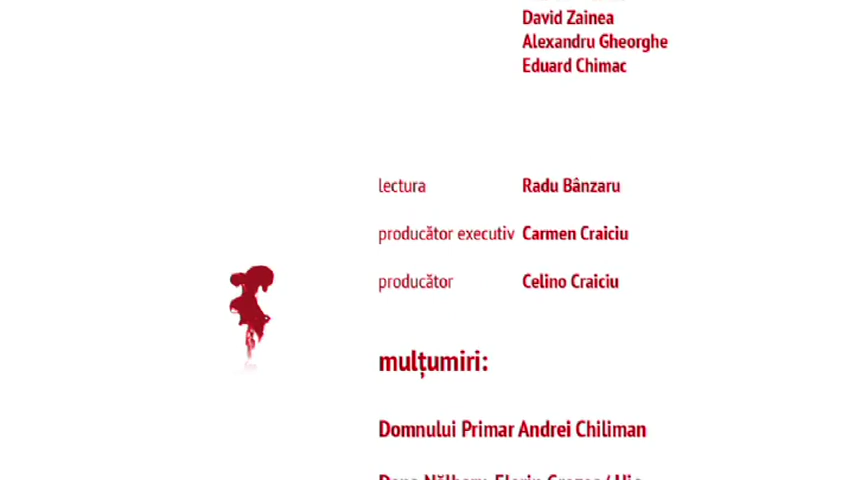 David Zainea
Alexandru Gheorghe
Eduard Chimac
lectura Radu Bânzaru
producător executiv Carmen Craiciu
producător Celino Craiciu
mulțumiri:
Domnului Primar Andrei Chiliman